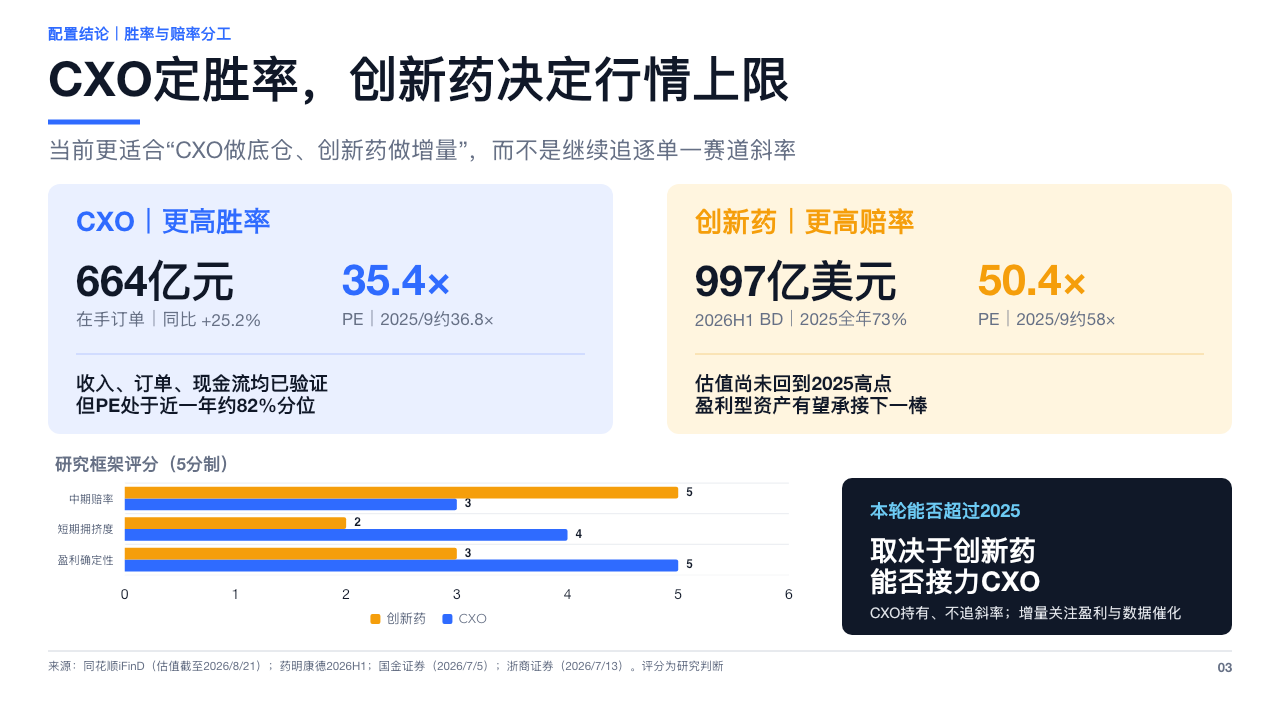 配置结论｜胜率与赔率分工
CXO定胜率，创新药决定行情上限
当前更适合“CXO做底仓、创新药做增量”，而不是继续追逐单一赛道斜率
CXO｜更高胜率
664亿元
35.4×
在手订单｜同比 +25.2%
PE｜2025/9约36.8×
收入、订单、现金流均已验证
但PE处于近一年约82%分位
创新药｜更高赔率
997亿美元
50.4×
2026H1 BD｜2025全年73%
PE｜2025/9约58×
估值尚未回到2025高点
盈利型资产有望承接下一棒
研究框架评分（5分制）
中期赔率
5
3
短期拥挤度
2
4
盈利确定性
3
5
0 1 2 3 4 5 6
创新药 CXO
本轮能否超过2025
取决于创新药
能否接力CXO
CXO持有、不追斜率；增量关注盈利与数据催化
来源：同花顺iFinD（估值截至2026/8/21）；药明康德2026H1；国金证券（2026/7/5）；浙商证券（2026/7/13）。评分为研究判断
03